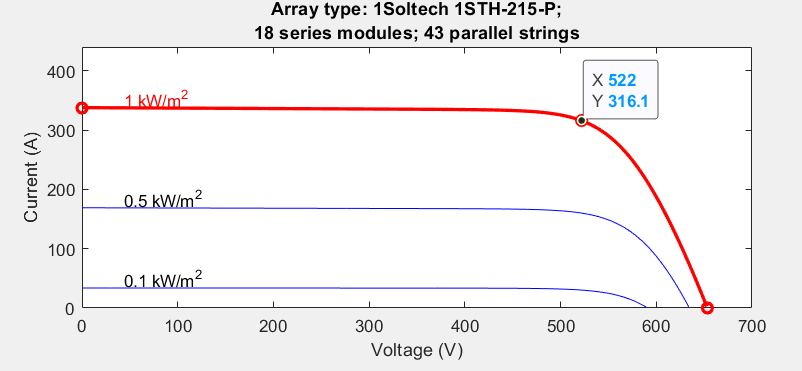 Array type: 1Soltech 1STH-215-P;
18 series modules; 43 parallel strings
400
300
200
100
0
Current (A)
1 kW/m²
0.5 kW/m²
0.1 kW/m²
X 522
Y 316.1
0 100 200 300 400 500 600 700
Voltage (V)